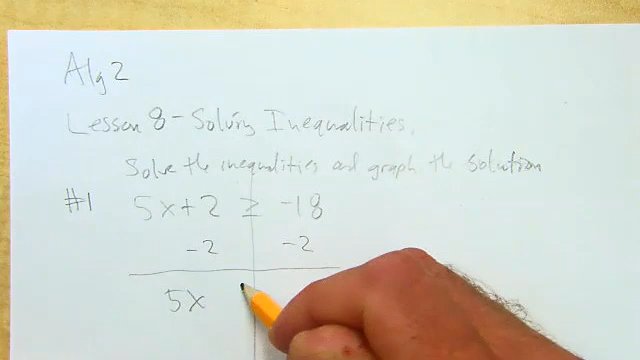 Alg 2
Lesson 8 - Solving Inequalities.
Solve the inequalities and graph the solution
#1 5x+2 ≥ -18
-2 -2
5x